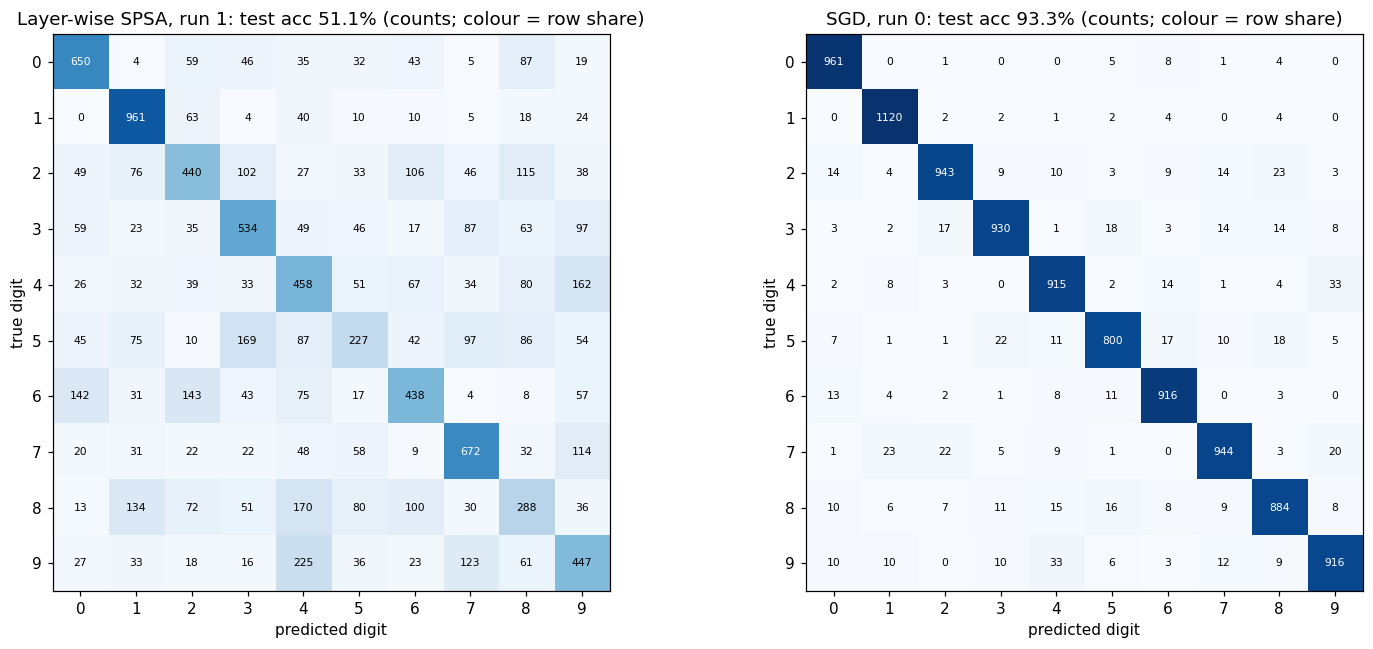 Layer-wise SPSA, run 1: test acc 51.1% (counts; colour = row share)
true digit
0 650 4 59 46 35 32 43 5 87 19
1 0 961 63 4 40 10 10 5 18 24
2 49 76 440 102 27 33 106 46 115 38
3 59 23 35 534 49 46 17 87 63 97
4 26 32 39 33 458 51 67 34 80 162
5 45 75 10 169 87 227 42 97 86 54
6 142 31 143 43 75 17 438 4 8 57
7 20 31 22 22 48 58 9 672 32 114
8 13 134 72 51 170 80 100 30 288 36
9 27 33 18 16 225 36 23 123 61 447
0 1 2 3 4 5 6 7 8 9
predicted digit
SGD, run 0: test acc 93.3% (counts; colour = row share)
true digit
0 961 0 1 0 0 5 8 1 4 0
1 0 1120 2 2 1 2 4 0 4 0
2 14 4 943 9 10 3 9 14 23 3
3 3 2 17 930 1 18 3 14 14 8
4 2 8 3 0 915 2 14 1 4 33
5 7 1 1 22 11 800 17 10 18 5
6 13 4 2 1 8 11 916 0 3 0
7 1 23 22 5 9 1 0 944 3 20
8 10 6 7 11 15 16 8 9 884 8
9 10 10 0 10 33 6 3 12 9 916
0 1 2 3 4 5 6 7 8 9
predicted digit